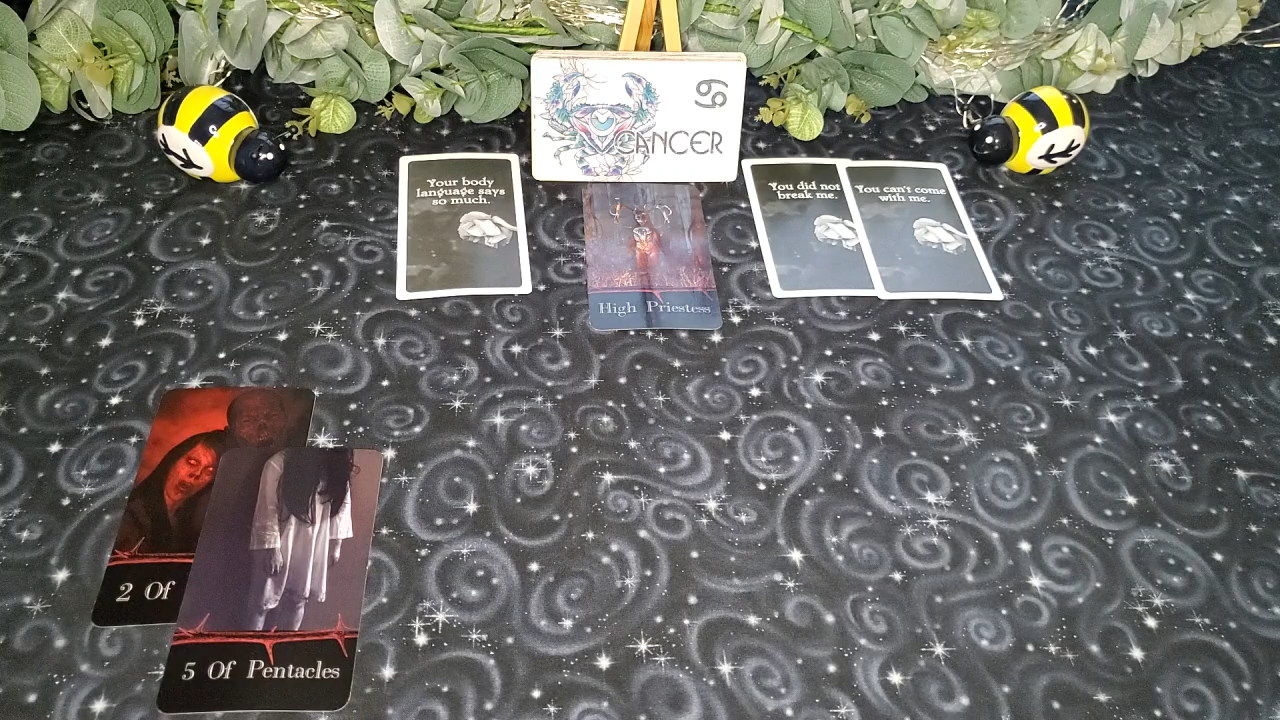 ♋
CANCER
Your body
language says
so much.
You did not
break me.
You can't come
with me.
High Priestess
2 Of
5 Of Pentacles